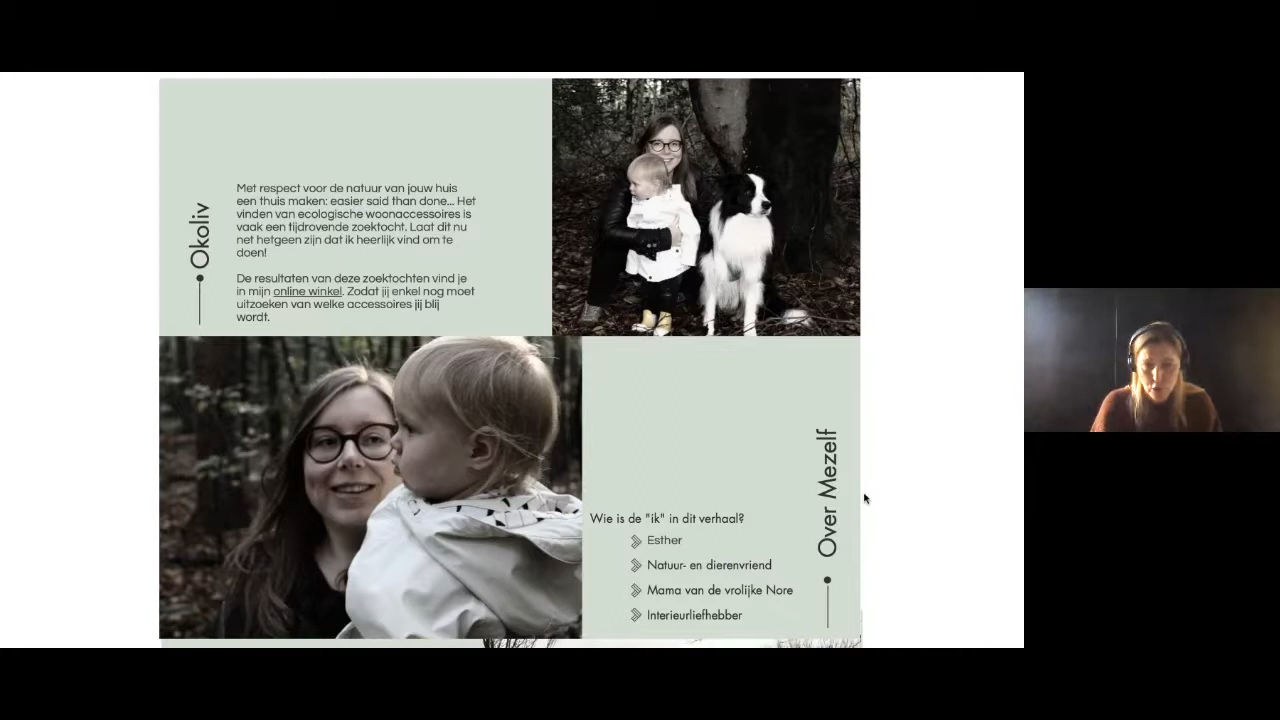 Okoliv
Met respect voor de natuur van jouw huis
een thuis maken: easier said than done... Het
vinden van ecologische woonaccessoires is
vaak een tijdrovende zoektocht. Laat dit nu
net hetgeen zijn dat ik heerlijk vind om te
doen!
De resultaten van deze zoektochten vind je
in mijn online winkel. Zodat jij enkel nog moet
uitzoeken van welke accessoires jij blij
wordt.
Wie is de "ik" in dit verhaal?
Esther
Natuur- en dierenvriend
Mama van de vrolijke Nore
Interieurliefhebber
Over Mezelf